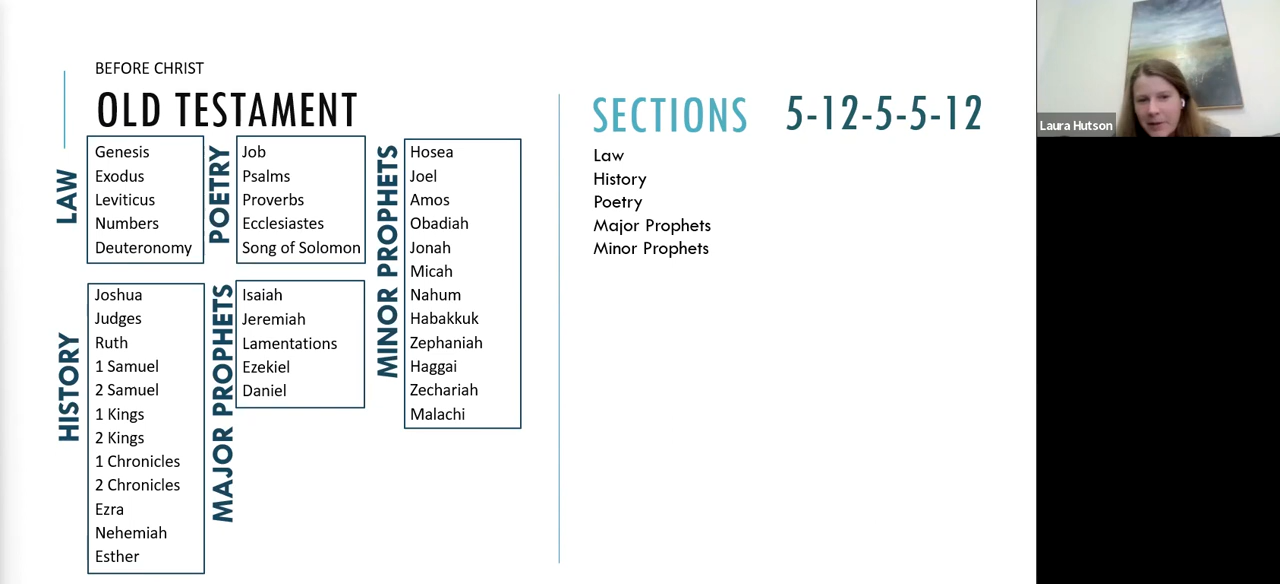 BEFORE CHRIST
OLD TESTAMENT
LAW
Genesis
Exodus
Leviticus
Numbers
Deuteronomy
HISTORY
Joshua
Judges
Ruth
1 Samuel
2 Samuel
1 Kings
2 Kings
1 Chronicles
2 Chronicles
Ezra
Nehemiah
Esther
POETRY
Job
Psalms
Proverbs
Ecclesiastes
Song of Solomon
MAJOR PROPHETS
Isaiah
Jeremiah
Lamentations
Ezekiel
Daniel
MINOR PROPHETS
Hosea
Joel
Amos
Obadiah
Jonah
Micah
Nahum
Habakkuk
Zephaniah
Haggai
Zechariah
Malachi
SECTIONS 5-12-5-5-12
Law
History
Poetry
Major Prophets
Minor Prophets
Laura Hutson